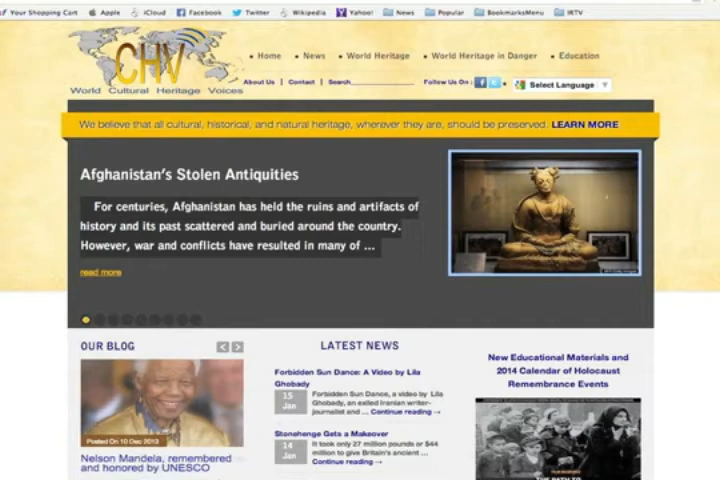 Your Shopping Cart Apple iCloud Facebook Twitter Wikipedia Yahoo! News Popular BookmarksMenu IRTV
CHV
World Cultural Heritage Voices
Home News World Heritage World Heritage in Danger Education
About Us | Contact | Search Follow Us On : Select Language
We believe that all cultural, historical, and natural heritage, wherever they are, should be preserved. LEARN MORE
Afghanistan's Stolen Antiquities
For centuries, Afghanistan has held the ruins and artifacts of
history and its past scattered and buried around the country.
However, war and conflicts have resulted in many of ...
read more
OUR BLOG
Posted On 10 Dec 2013
Nelson Mandela, remembered
and honored by UNESCO
LATEST NEWS
Forbidden Sun Dance: A Video by Lila
Ghobady
15
Jan
Forbidden Sun Dance, a video by Lila
Ghobady, an exiled Iranian writer-
journalist and ... Continue reading →
Stonehenge Gets a Makeover
14
Jan
It took only 27 million pounds or $44
million to give Britain's ancient ...
Continue reading →
New Educational Materials and
2014 Calendar of Holocaust
Remembrance Events
THE PATH TO